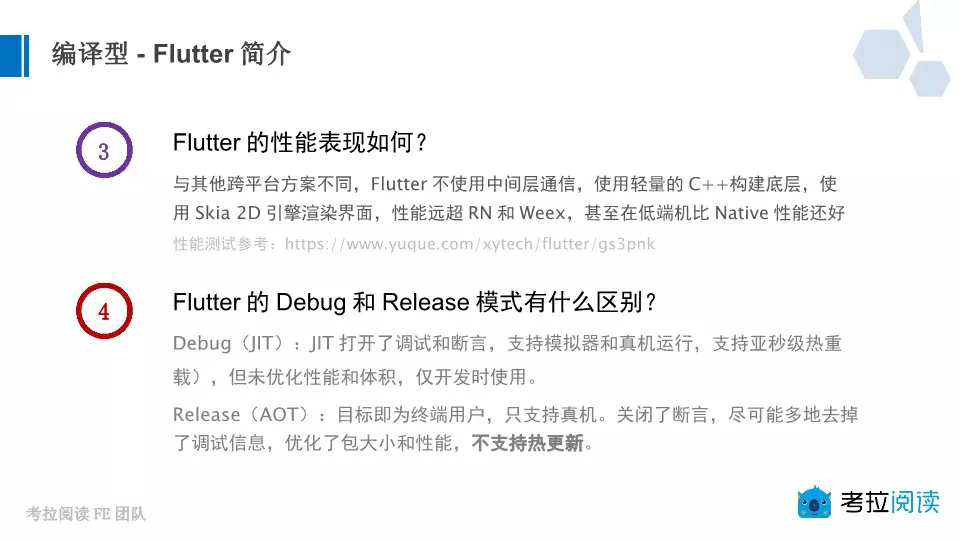 编译型 - Flutter 简介
3
Flutter 的性能表现如何？
与其他跨平台方案不同，Flutter 不使用中间层通信，使用轻量的 C++构建底层，使
用 Skia 2D 引擎渲染界面，性能远超 RN 和 Weex，甚至在低端机比 Native 性能还好
性能测试参考：https://www.yuque.com/xytech/flutter/gs3pnk
4
Flutter 的 Debug 和 Release 模式有什么区别？
Debug（JIT）：JIT 打开了调试和断言，支持模拟器和真机运行，支持亚秒级热重
载），但未优化性能和体积，仅开发时使用。
Release（AOT）：目标即为终端用户，只支持真机。关闭了断言，尽可能多地去掉
了调试信息，优化了包大小和性能，不支持热更新。
考拉阅读 FE 团队
考拉阅读